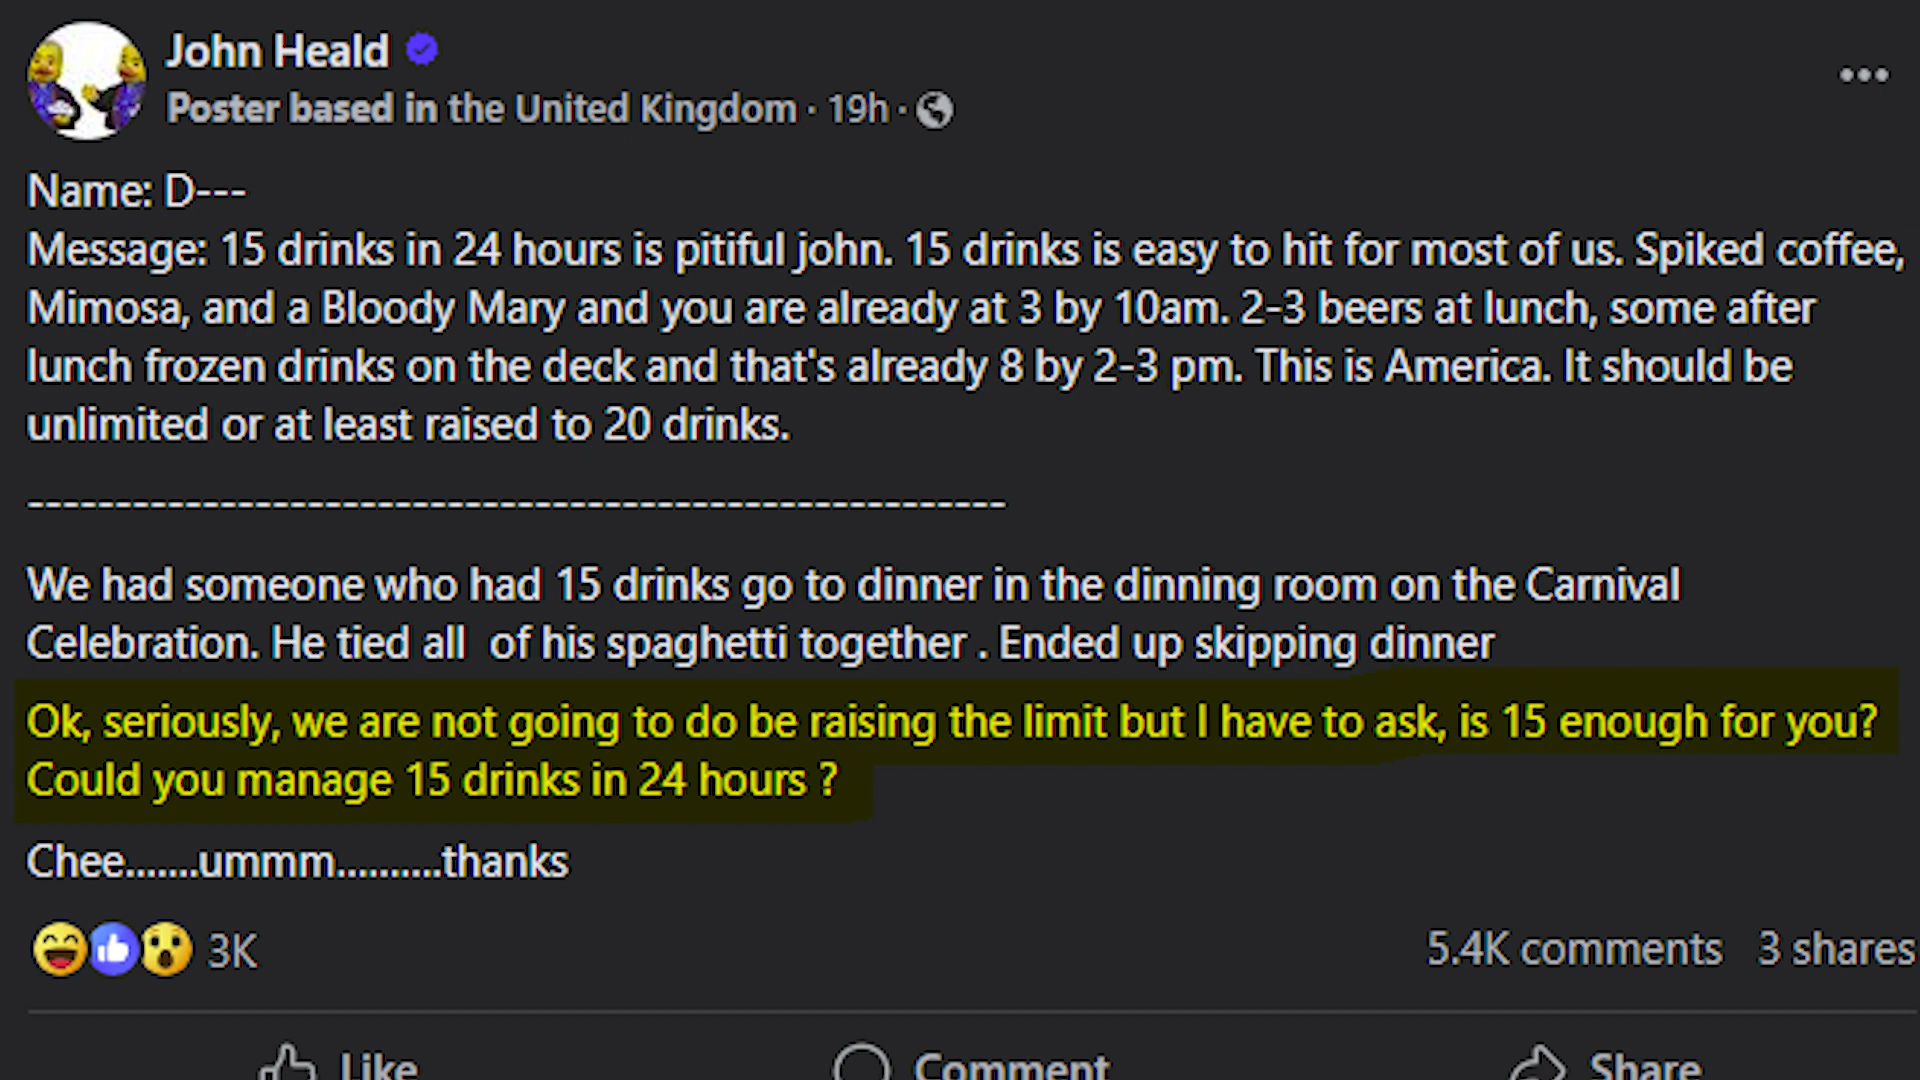 John Heald
Poster based in the United Kingdom · 19h ·
Name: D---
Message: 15 drinks in 24 hours is pitiful john. 15 drinks is easy to hit for most of us. Spiked coffee,
Mimosa, and a Bloody Mary and you are already at 3 by 10am. 2-3 beers at lunch, some after
lunch frozen drinks on the deck and that's already 8 by 2-3 pm. This is America. It should be
unlimited or at least raised to 20 drinks.
--------------------------------------------------------
We had someone who had 15 drinks go to dinner in the dinning room on the Carnival
Celebration. He tied all  of his spaghetti together . Ended up skipping dinner
Ok, seriously, we are not going to do be raising the limit but I have to ask, is 15 enough for you?
Could you manage 15 drinks in 24 hours ?
Chee.......ummm..........thanks
3K 5.4K comments 3 shares
Like Comment Share